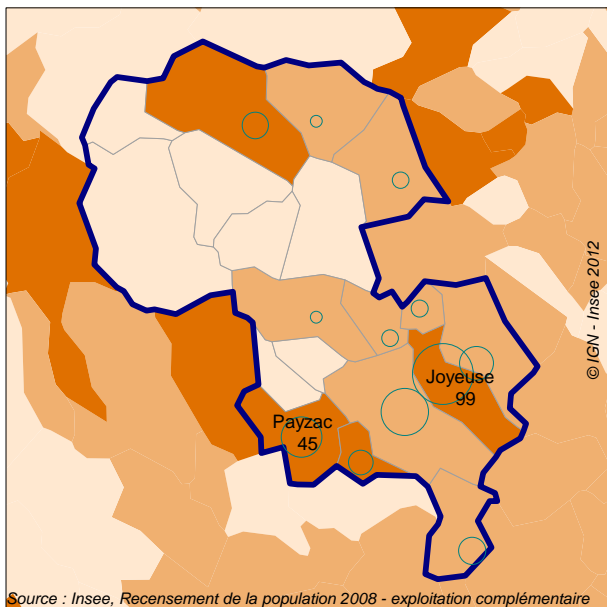 © IGN - Insee 2012
Joyeuse
99
Payzac
45
Source : Insee, Recensement de la population 2008 - exploitation complémentaire